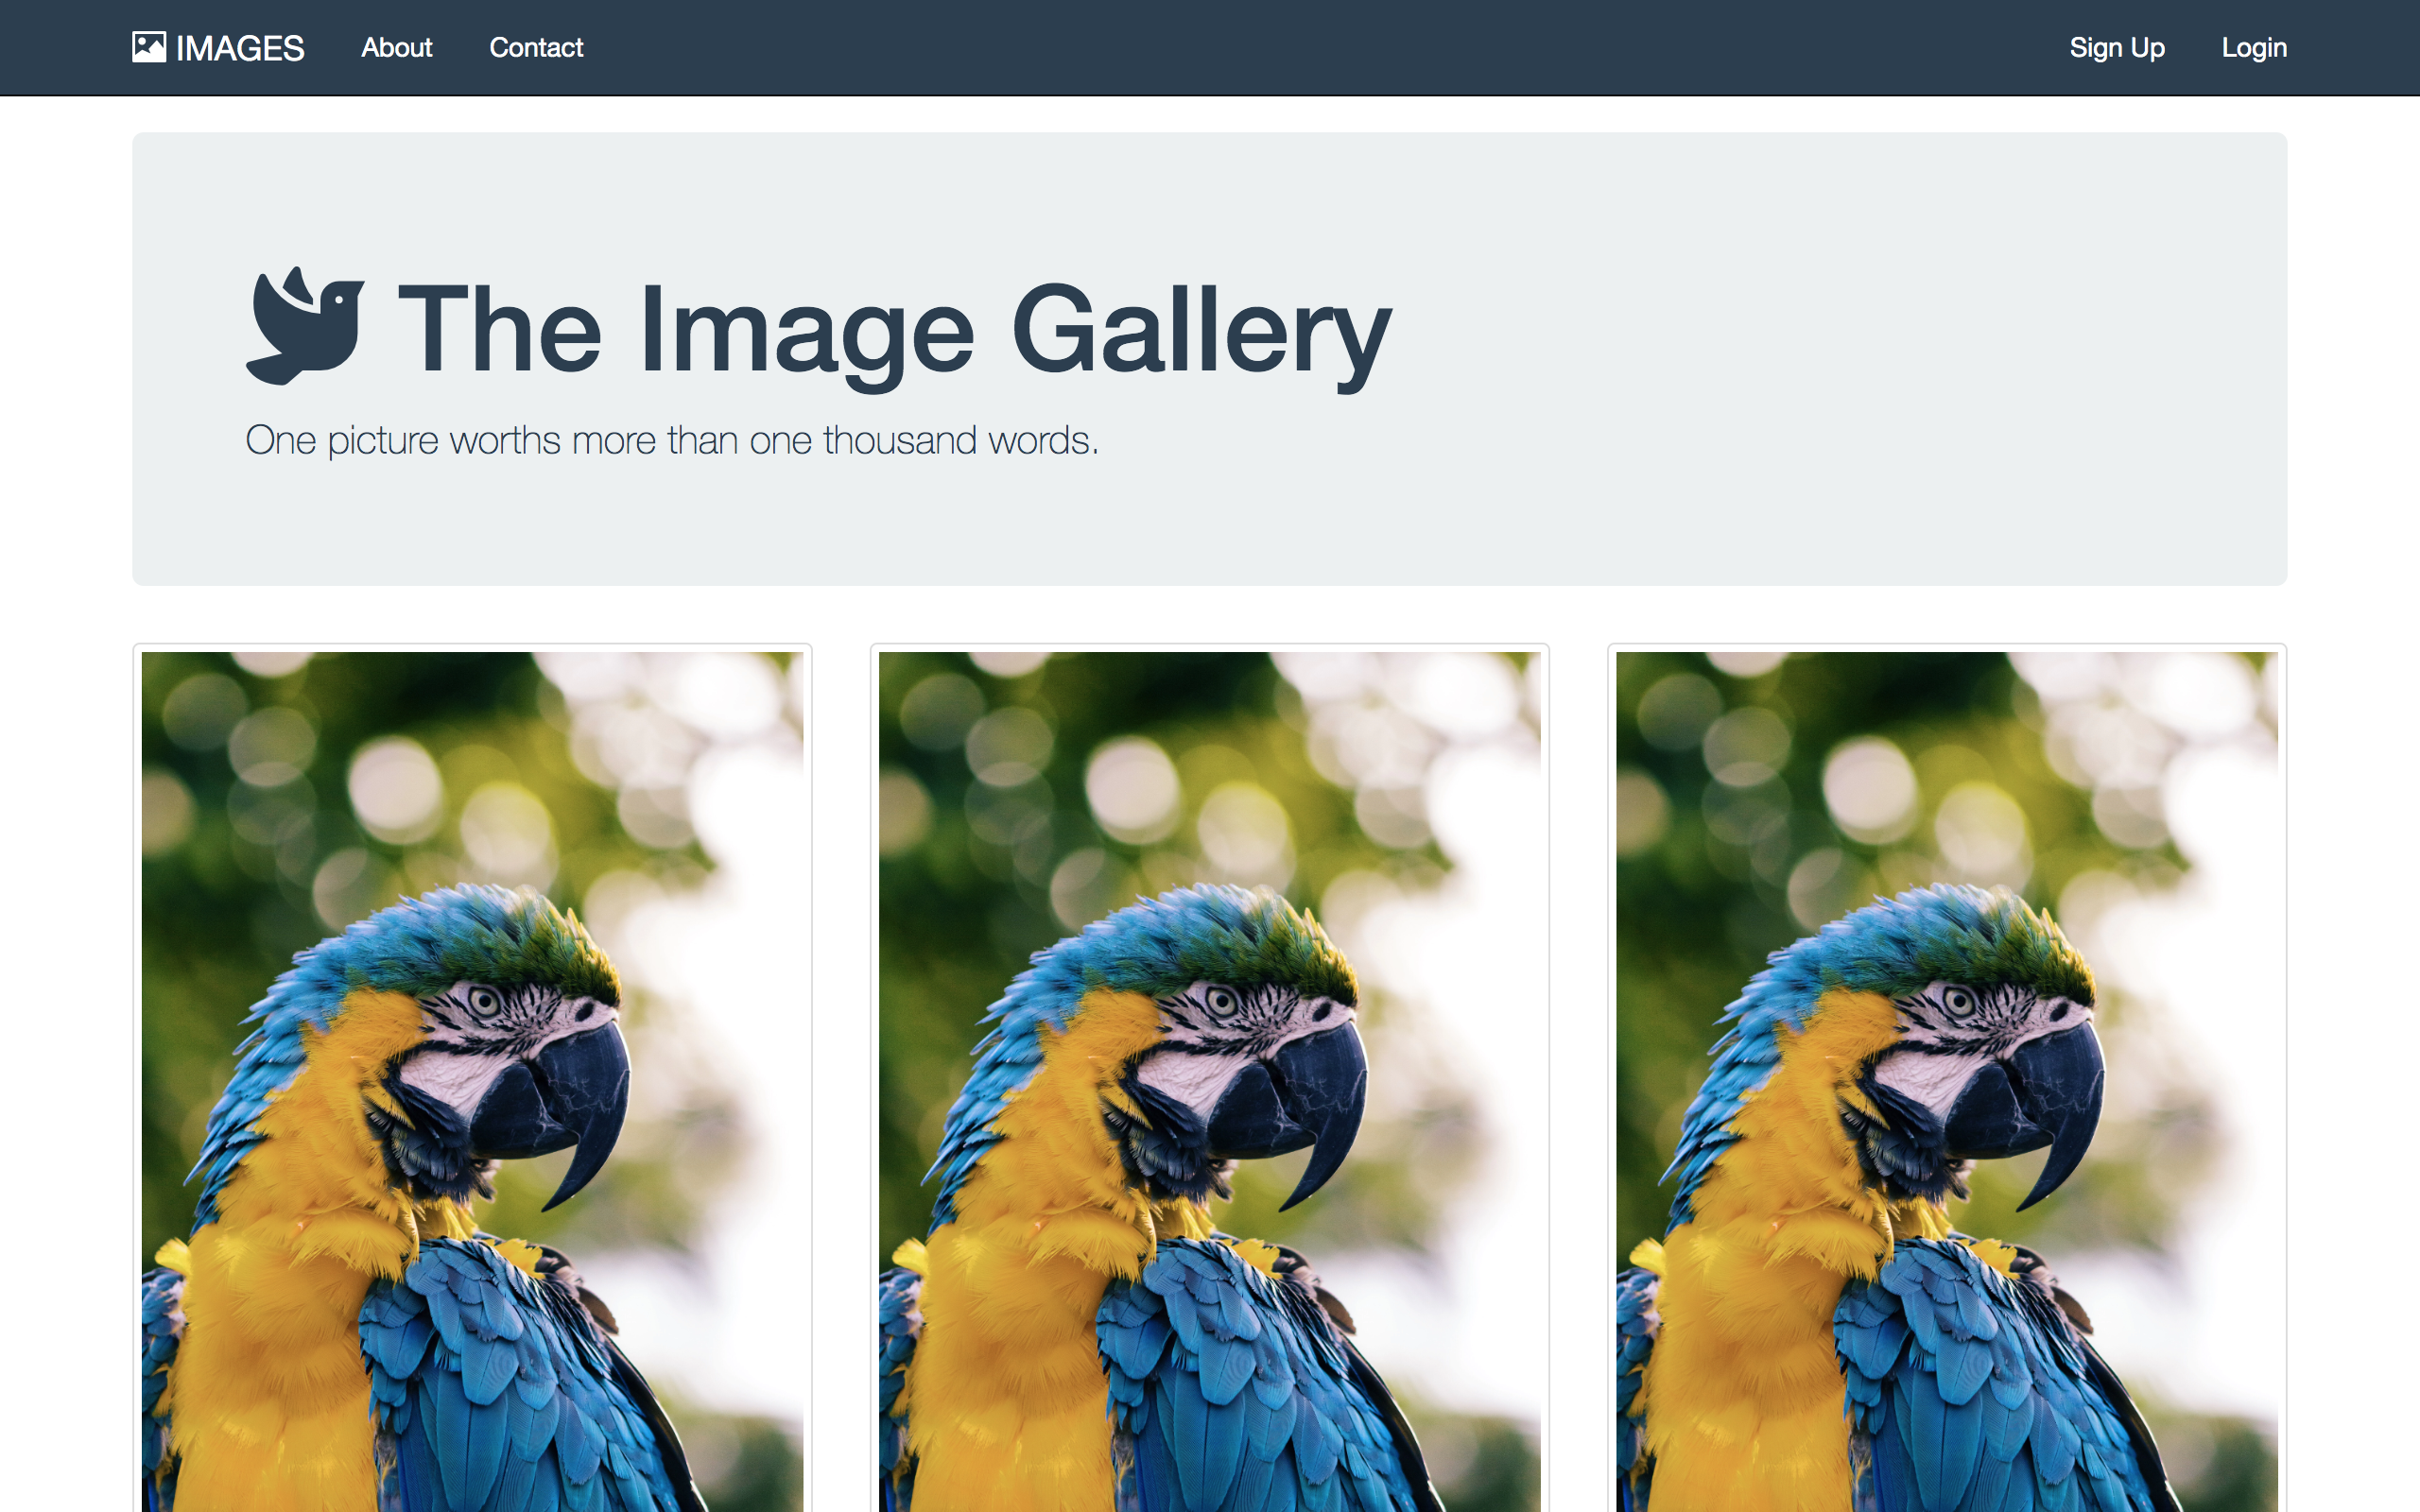 IMAGES About Contact Sign Up Login
The Image Gallery
One picture worths more than one thousand words.